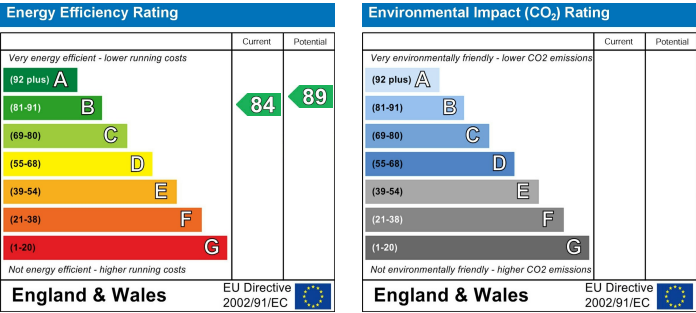 Energy Efficiency Rating
Current Potential
Very energy efficient - lower running costs
(92 plus) A
(81-91) B
84 89
(69-80) C
(55-68) D
(39-54) E
(21-38) F
(1-20) G
Not energy efficient - higher running costs
England & Wales
EU Directive
2002/91/EC
Environmental Impact (CO₂) Rating
Current Potential
Very environmentally friendly - lower CO2 emissions
(92 plus) A
(81-91) B
(69-80) C
(55-68) D
(39-54) E
(21-38) F
(1-20) G
Not environmentally friendly - higher CO2 emissions
England & Wales
EU Directive
2002/91/EC